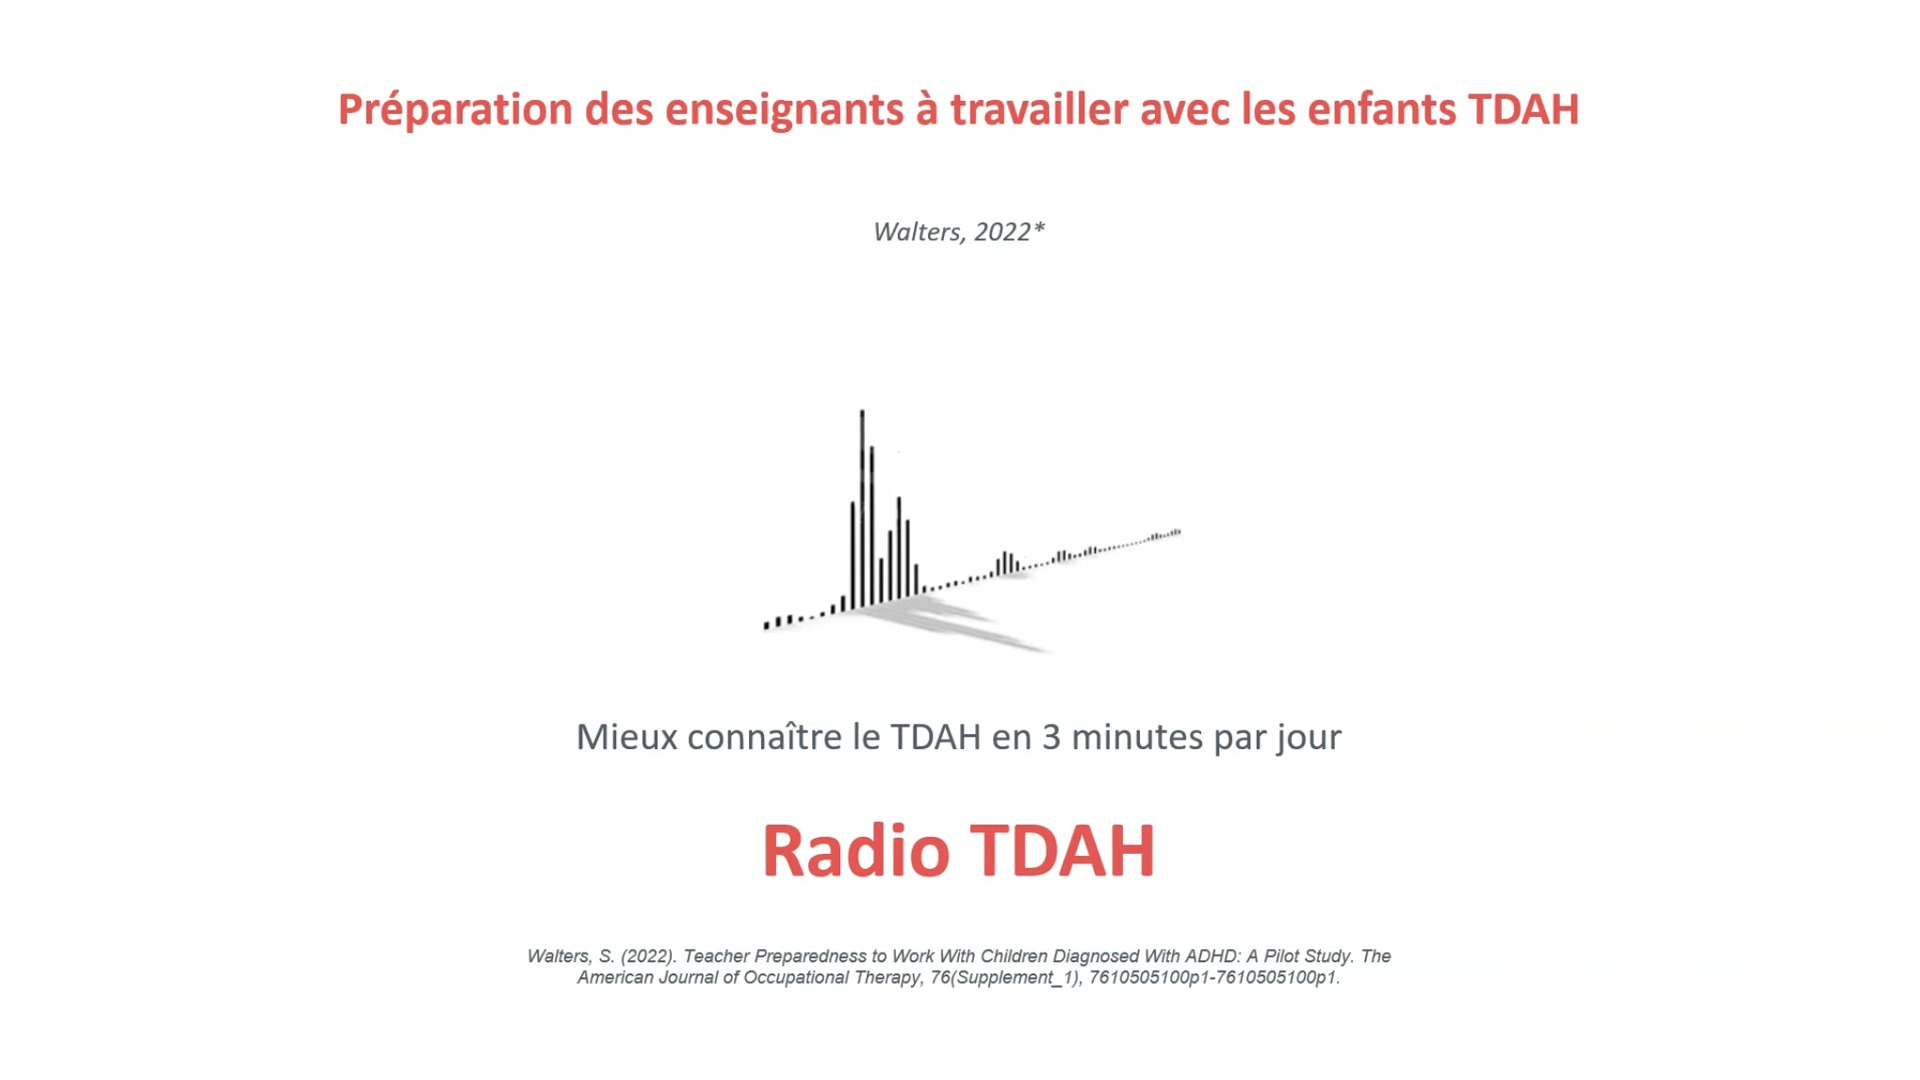 Préparation des enseignants à travailler avec les enfants TDAH
Walters, 2022*
Mieux connaître le TDAH en 3 minutes par jour
Radio TDAH
Walters, S. (2022). Teacher Preparedness to Work With Children Diagnosed With ADHD: A Pilot Study. The
American Journal of Occupational Therapy, 76(Supplement_1), 7610505100p1-7610505100p1.